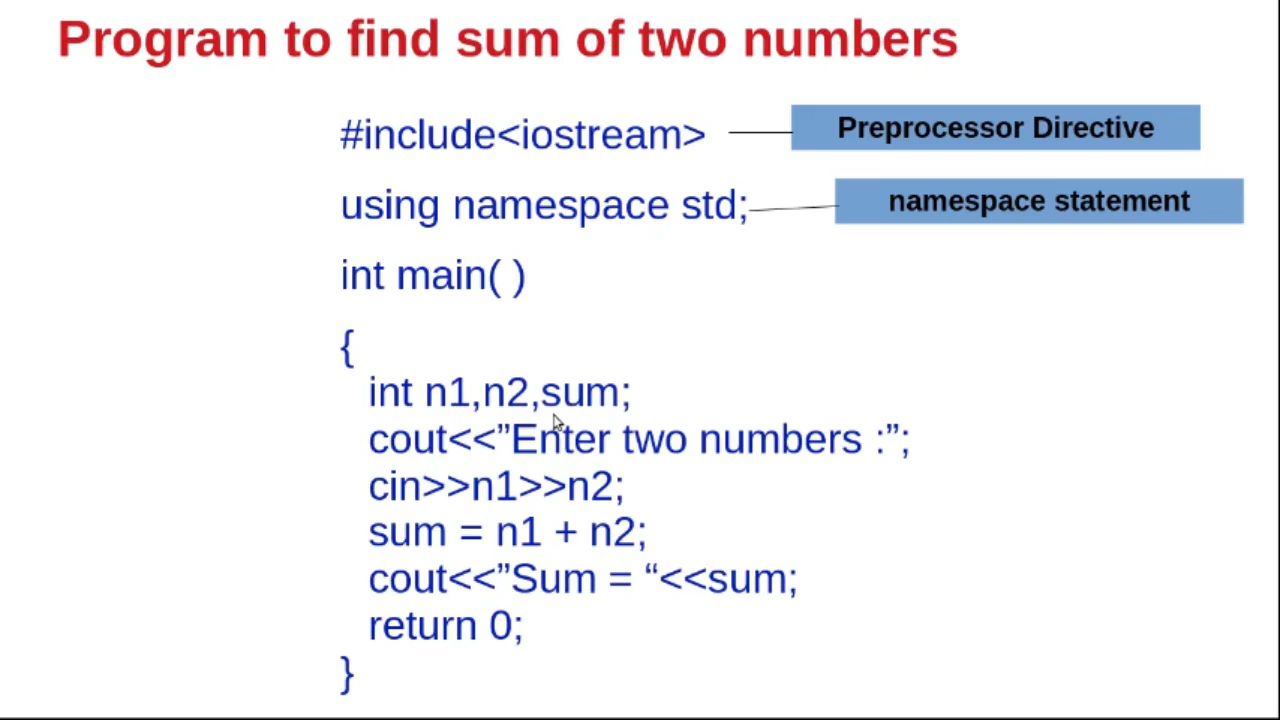 Program to find sum of two numbers
#include<iostream>
Preprocessor Directive
using namespace std;
namespace statement
int main( )
{
int n1,n2,sum;
cout<<”Enter two numbers :”;
cin>>n1>>n2;
sum = n1 + n2;
cout<<”Sum = “<<sum;
return 0;
}